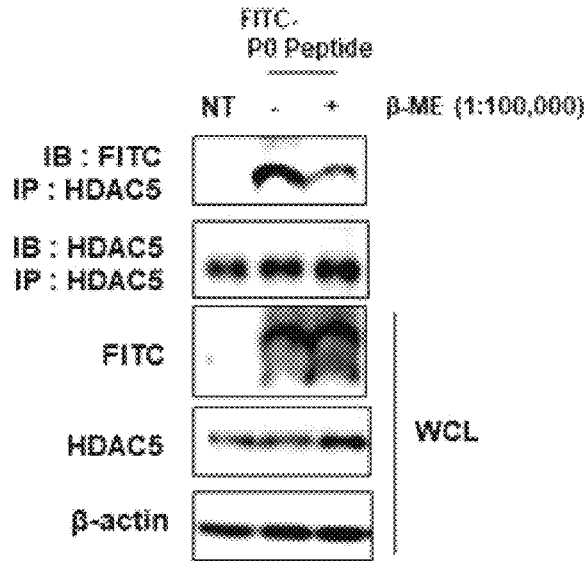 FITC-
P0 Peptide
NT - + β-ME (1:100,000)
IB : FITC
IP : HDAC5
IB : HDAC5
IP : HDAC5
FITC
HDAC5
WCL
β-actin